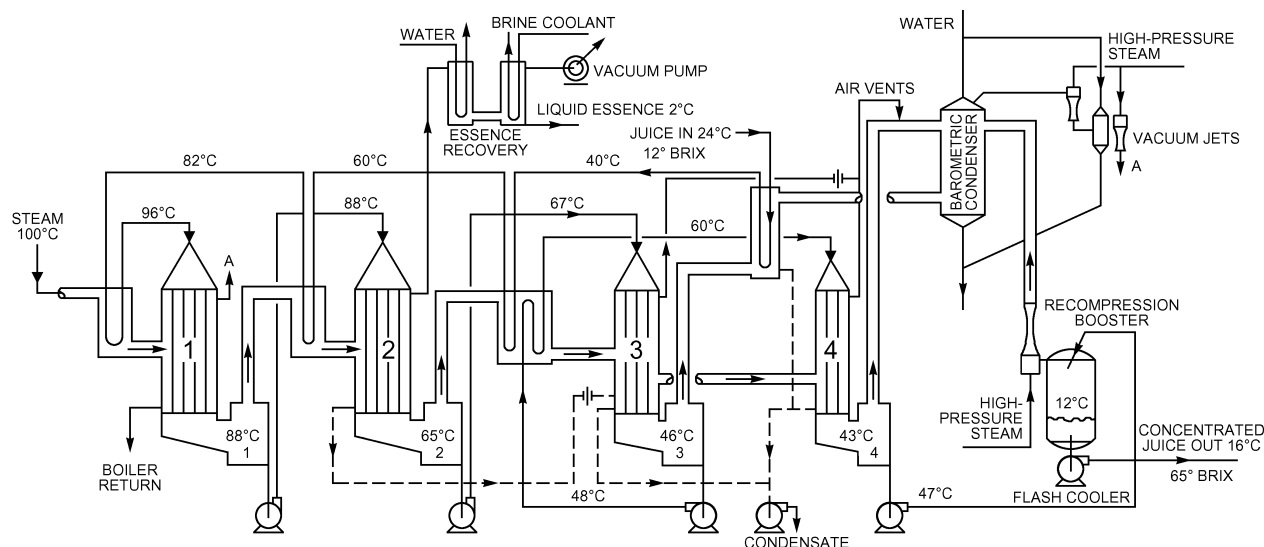 BRINE COOLANT
WATER
VACUUM PUMP
LIQUID ESSENCE 2°C
ESSENCE
RECOVERY
WATER
HIGH-PRESSURE
STEAM
AIR VENTS
BAROMETRIC
CONDENSER
VACUUM JETS
A
JUICE IN 24°C
12° BRIX
82°C
60°C
40°C
STEAM
100°C
96°C
88°C
67°C
60°C
A
1
2
3
4
RECOMPRESSION
BOOSTER
12°C
HIGH-
PRESSURE
STEAM
CONCENTRATED
JUICE OUT 16°C
65° BRIX
FLASH COOLER
88°C
1
65°C
2
46°C
3
43°C
4
BOILER
RETURN
48°C
47°C
CONDENSATE